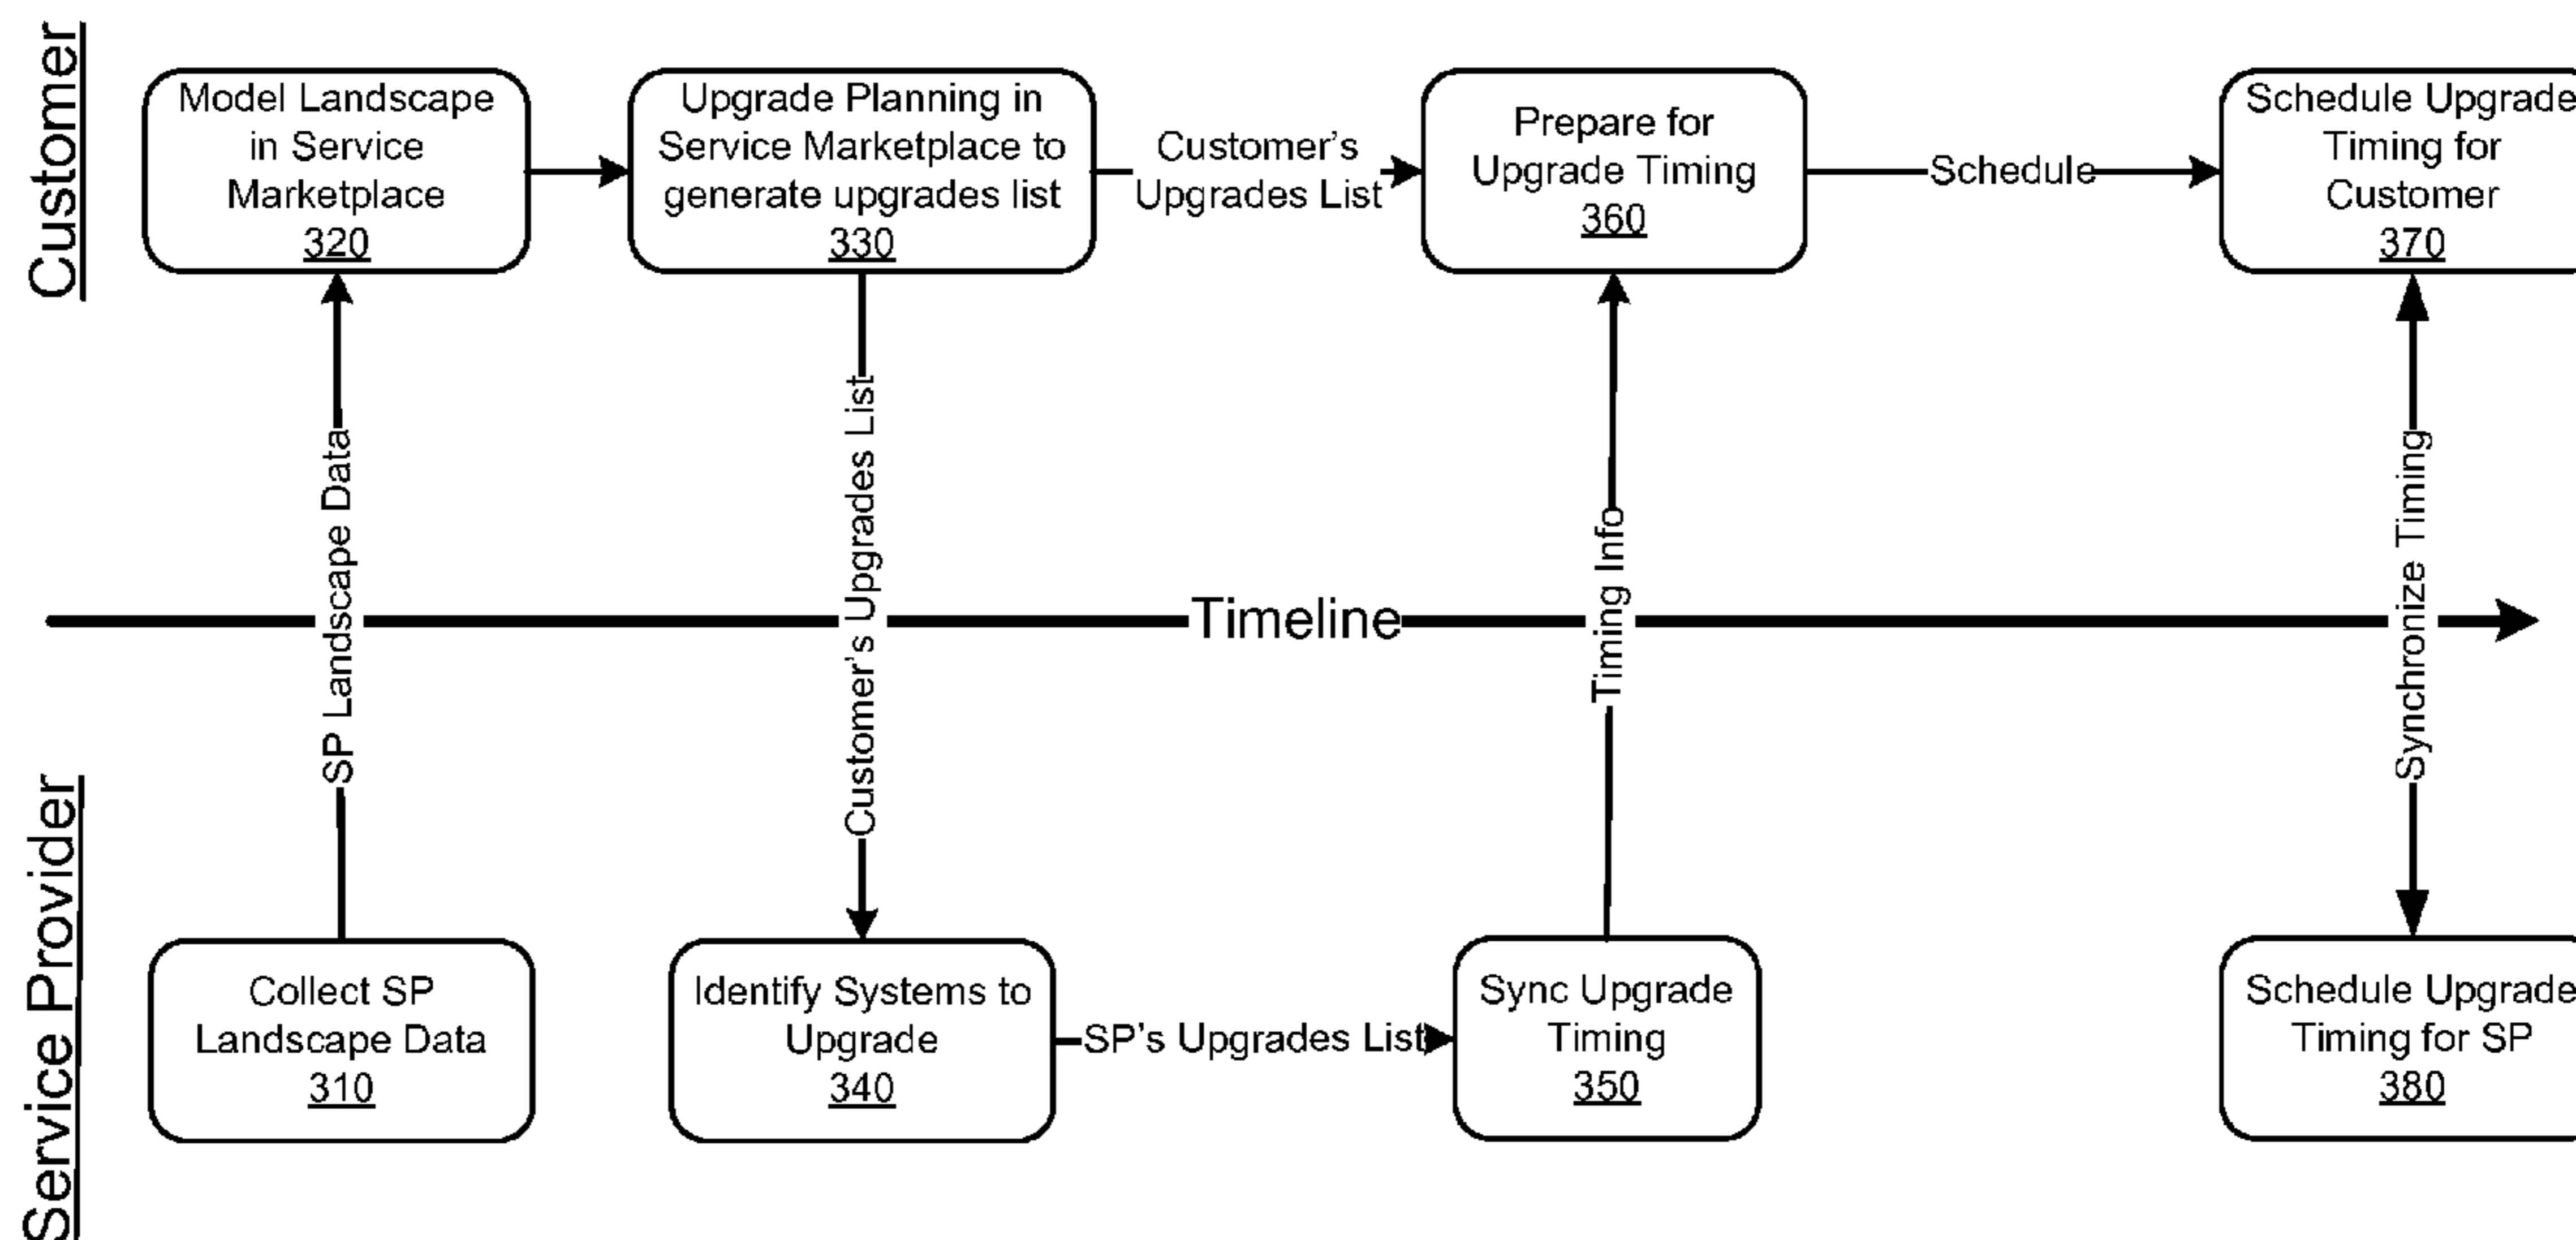 Customer
Model Landscape
in Service
Marketplace
320
Upgrade Planning in
Service Marketplace to
generate upgrades list
330
Customer's
Upgrades List
Prepare for
Upgrade Timing
360
Schedule
Schedule Upgrade
Timing for
Customer
370
SP Landscape Data
Customer's Upgrades List
Timing Info
Synchronize Timing
Timeline
Service Provider
Collect SP
Landscape Data
310
Identify Systems to
Upgrade
340
SP's Upgrades List
Sync Upgrade
Timing
350
Schedule Upgrade
Timing for SP
380